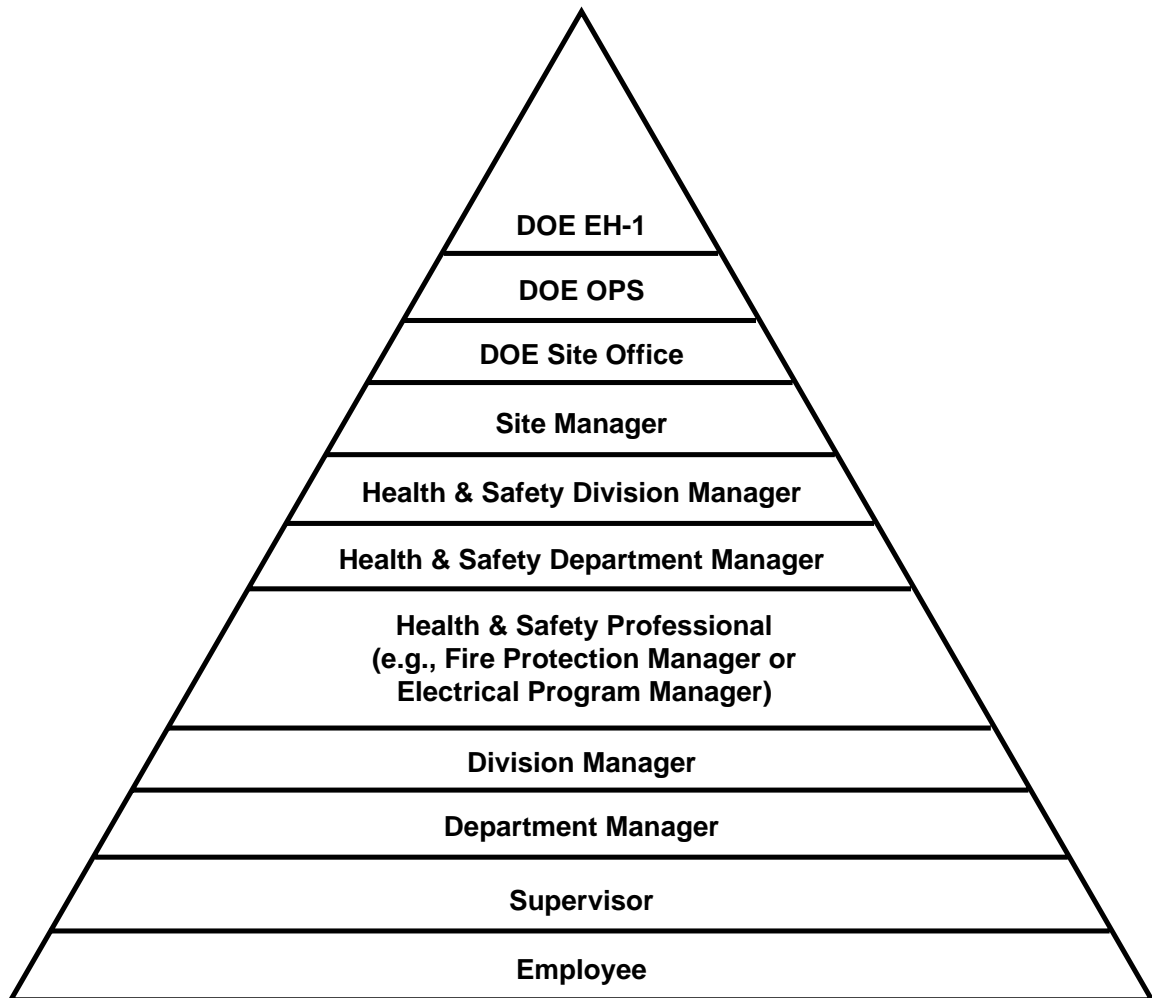 DOE EH-1
DOE OPS
DOE Site Office
Site Manager
Health & Safety Division Manager
Health & Safety Department Manager
Health & Safety Professional
(e.g., Fire Protection Manager or
Electrical Program Manager)
Division Manager
Department Manager
Supervisor
Employee